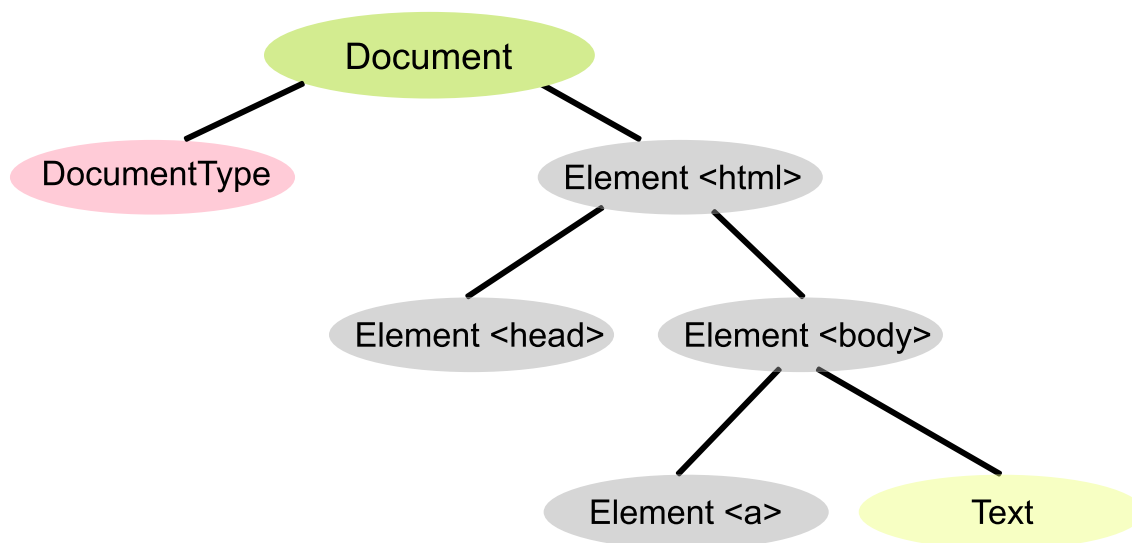 Document
DocumentType
Element <html>
Element <head>
Element <body>
Element <a>
Text